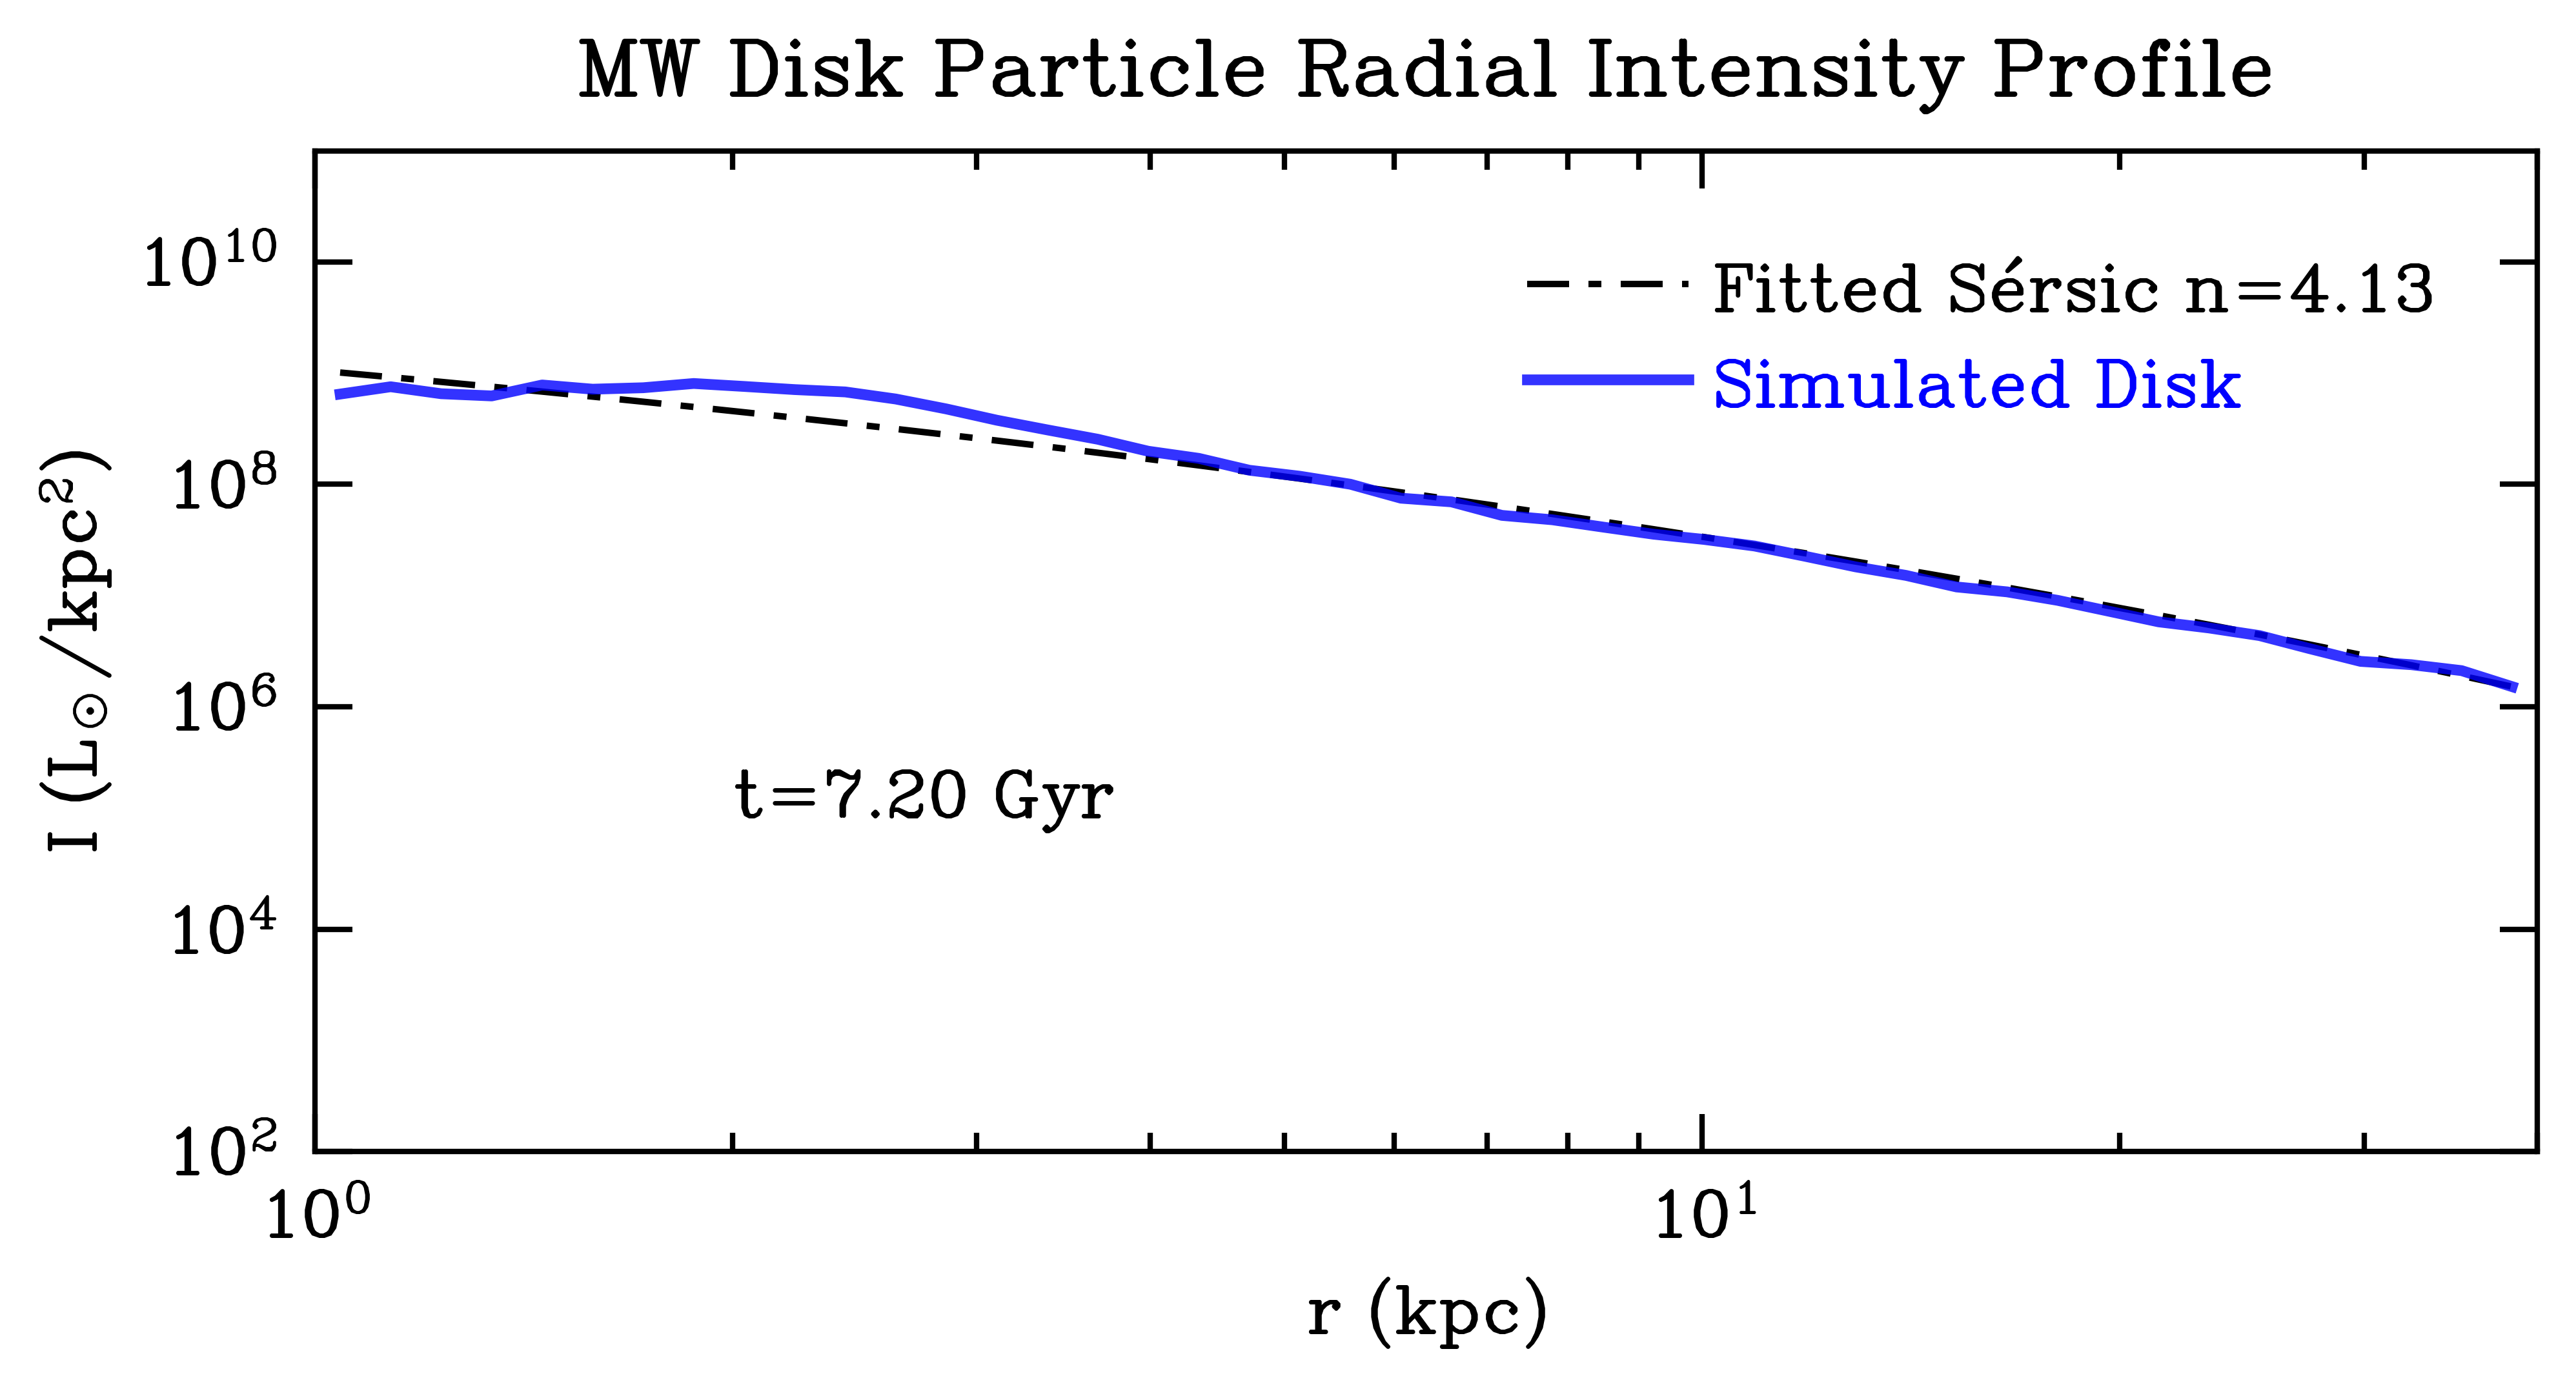 MW Disk Particle Radial Intensity Profile
10¹⁰
10⁸
10⁶
10⁴
10²
I (L☉/kpc²)
Fitted Sérsic n=4.13
Simulated Disk
t=7.20 Gyr
10⁰ 10¹
r (kpc)